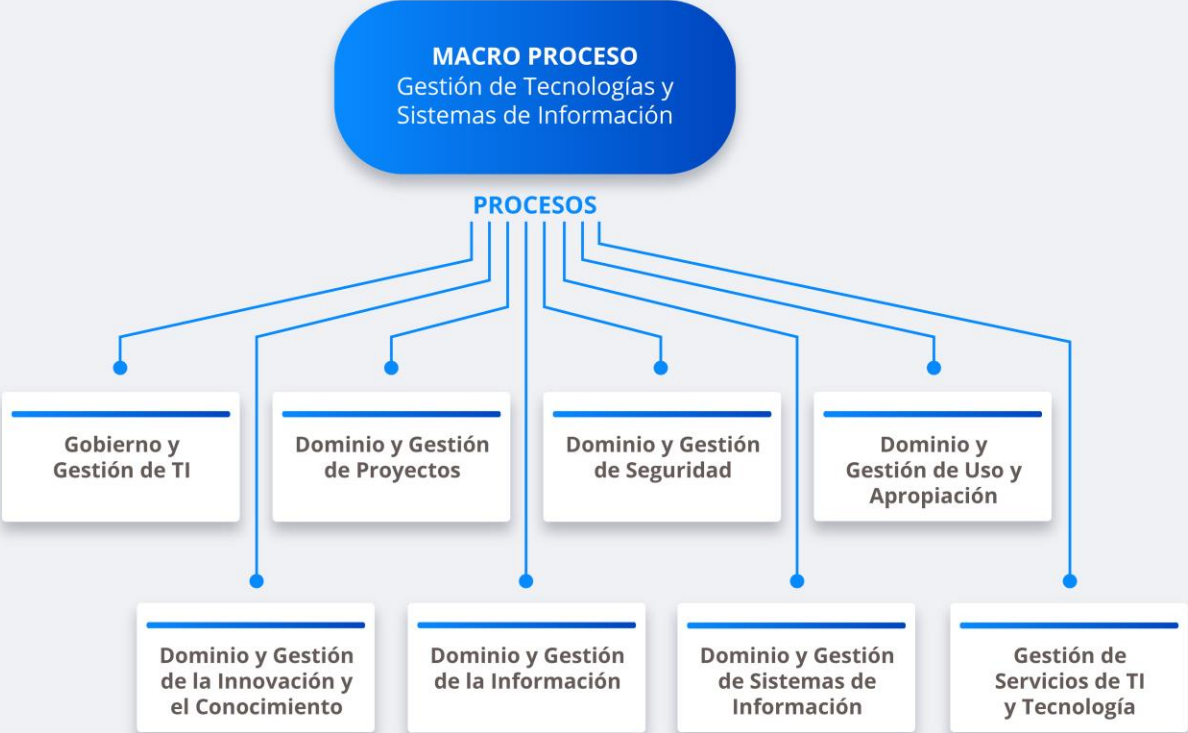 MACRO PROCESO
Gestión de Tecnologías y
Sistemas de Información
PROCESOS
Gobierno y
Gestión de TI
Dominio y Gestión
de Proyectos
Dominio y Gestión
de Seguridad
Dominio y
Gestión de Uso y
Apropiación
Dominio y Gestión
de la Innovación y
el Conocimiento
Dominio y Gestión
de la Información
Dominio y Gestión
de Sistemas de
Información
Gestión de
Servicios de TI
y Tecnología